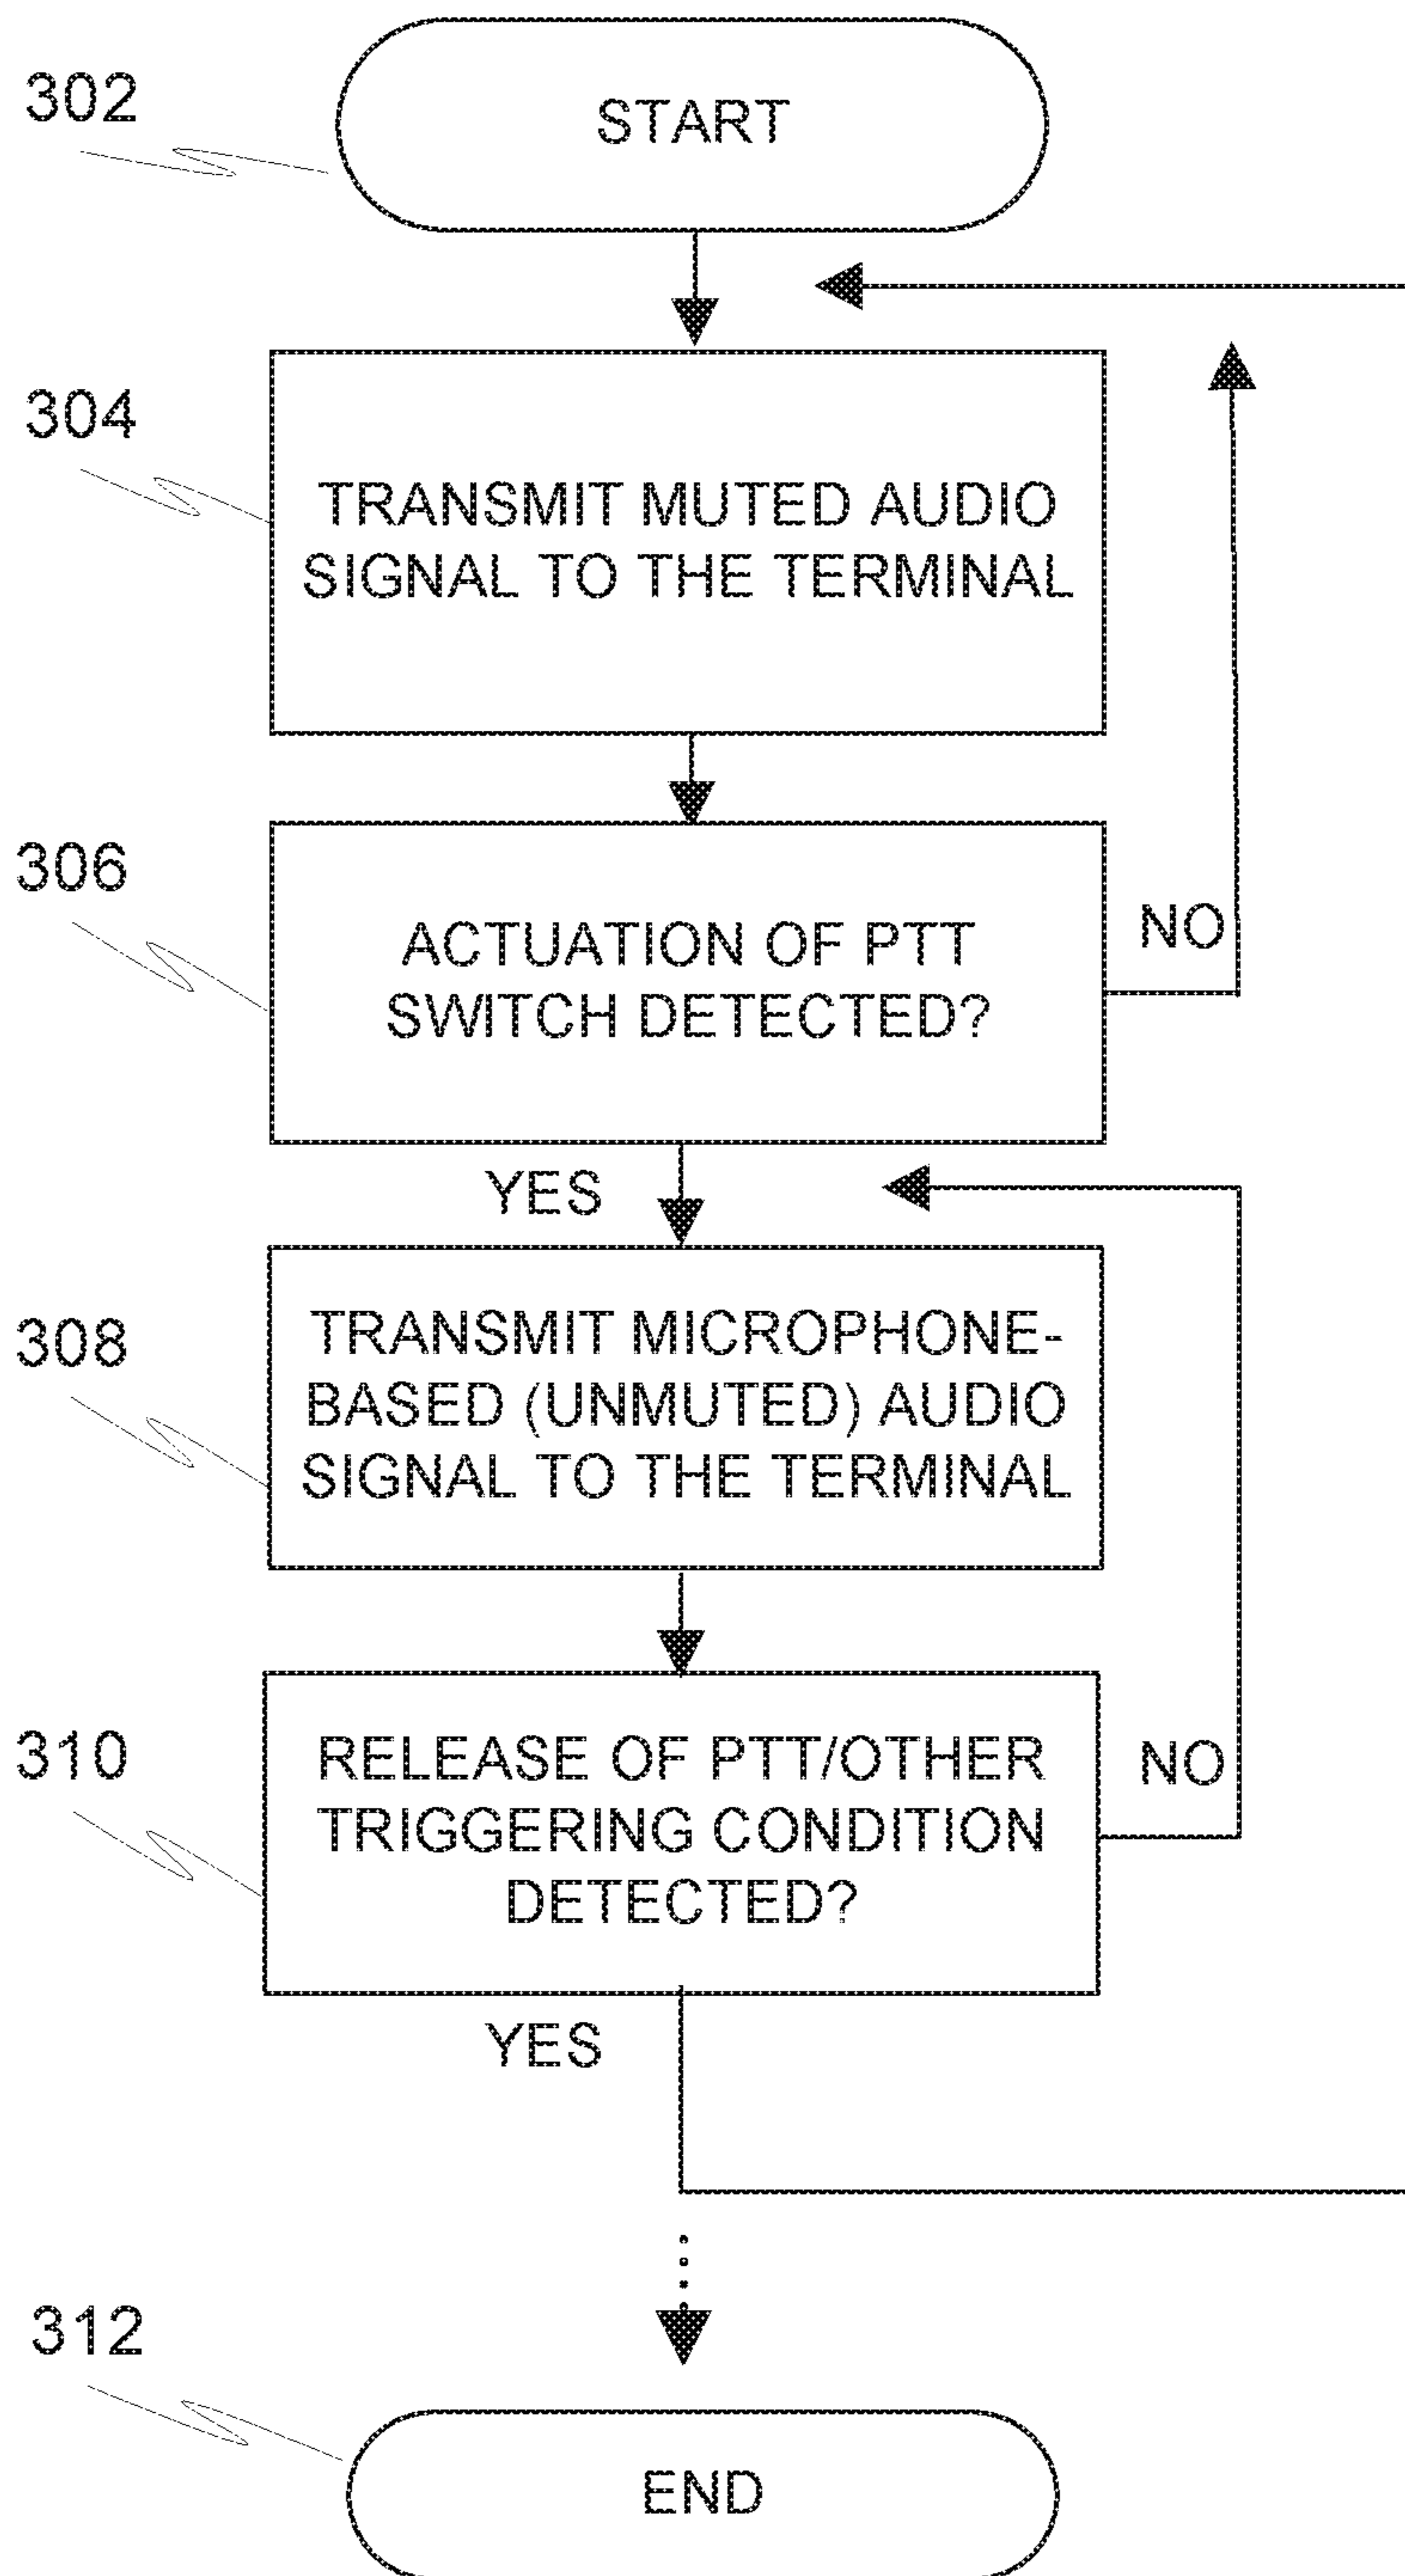 302
START
304
TRANSMIT MUTED AUDIO
SIGNAL TO THE TERMINAL
306
ACTUATION OF PTT
SWITCH DETECTED?
NO
YES
308
TRANSMIT MICROPHONE-
BASED (UNMUTED) AUDIO
SIGNAL TO THE TERMINAL
310
RELEASE OF PTT/OTHER
TRIGGERING CONDITION
DETECTED?
NO
YES
312
END